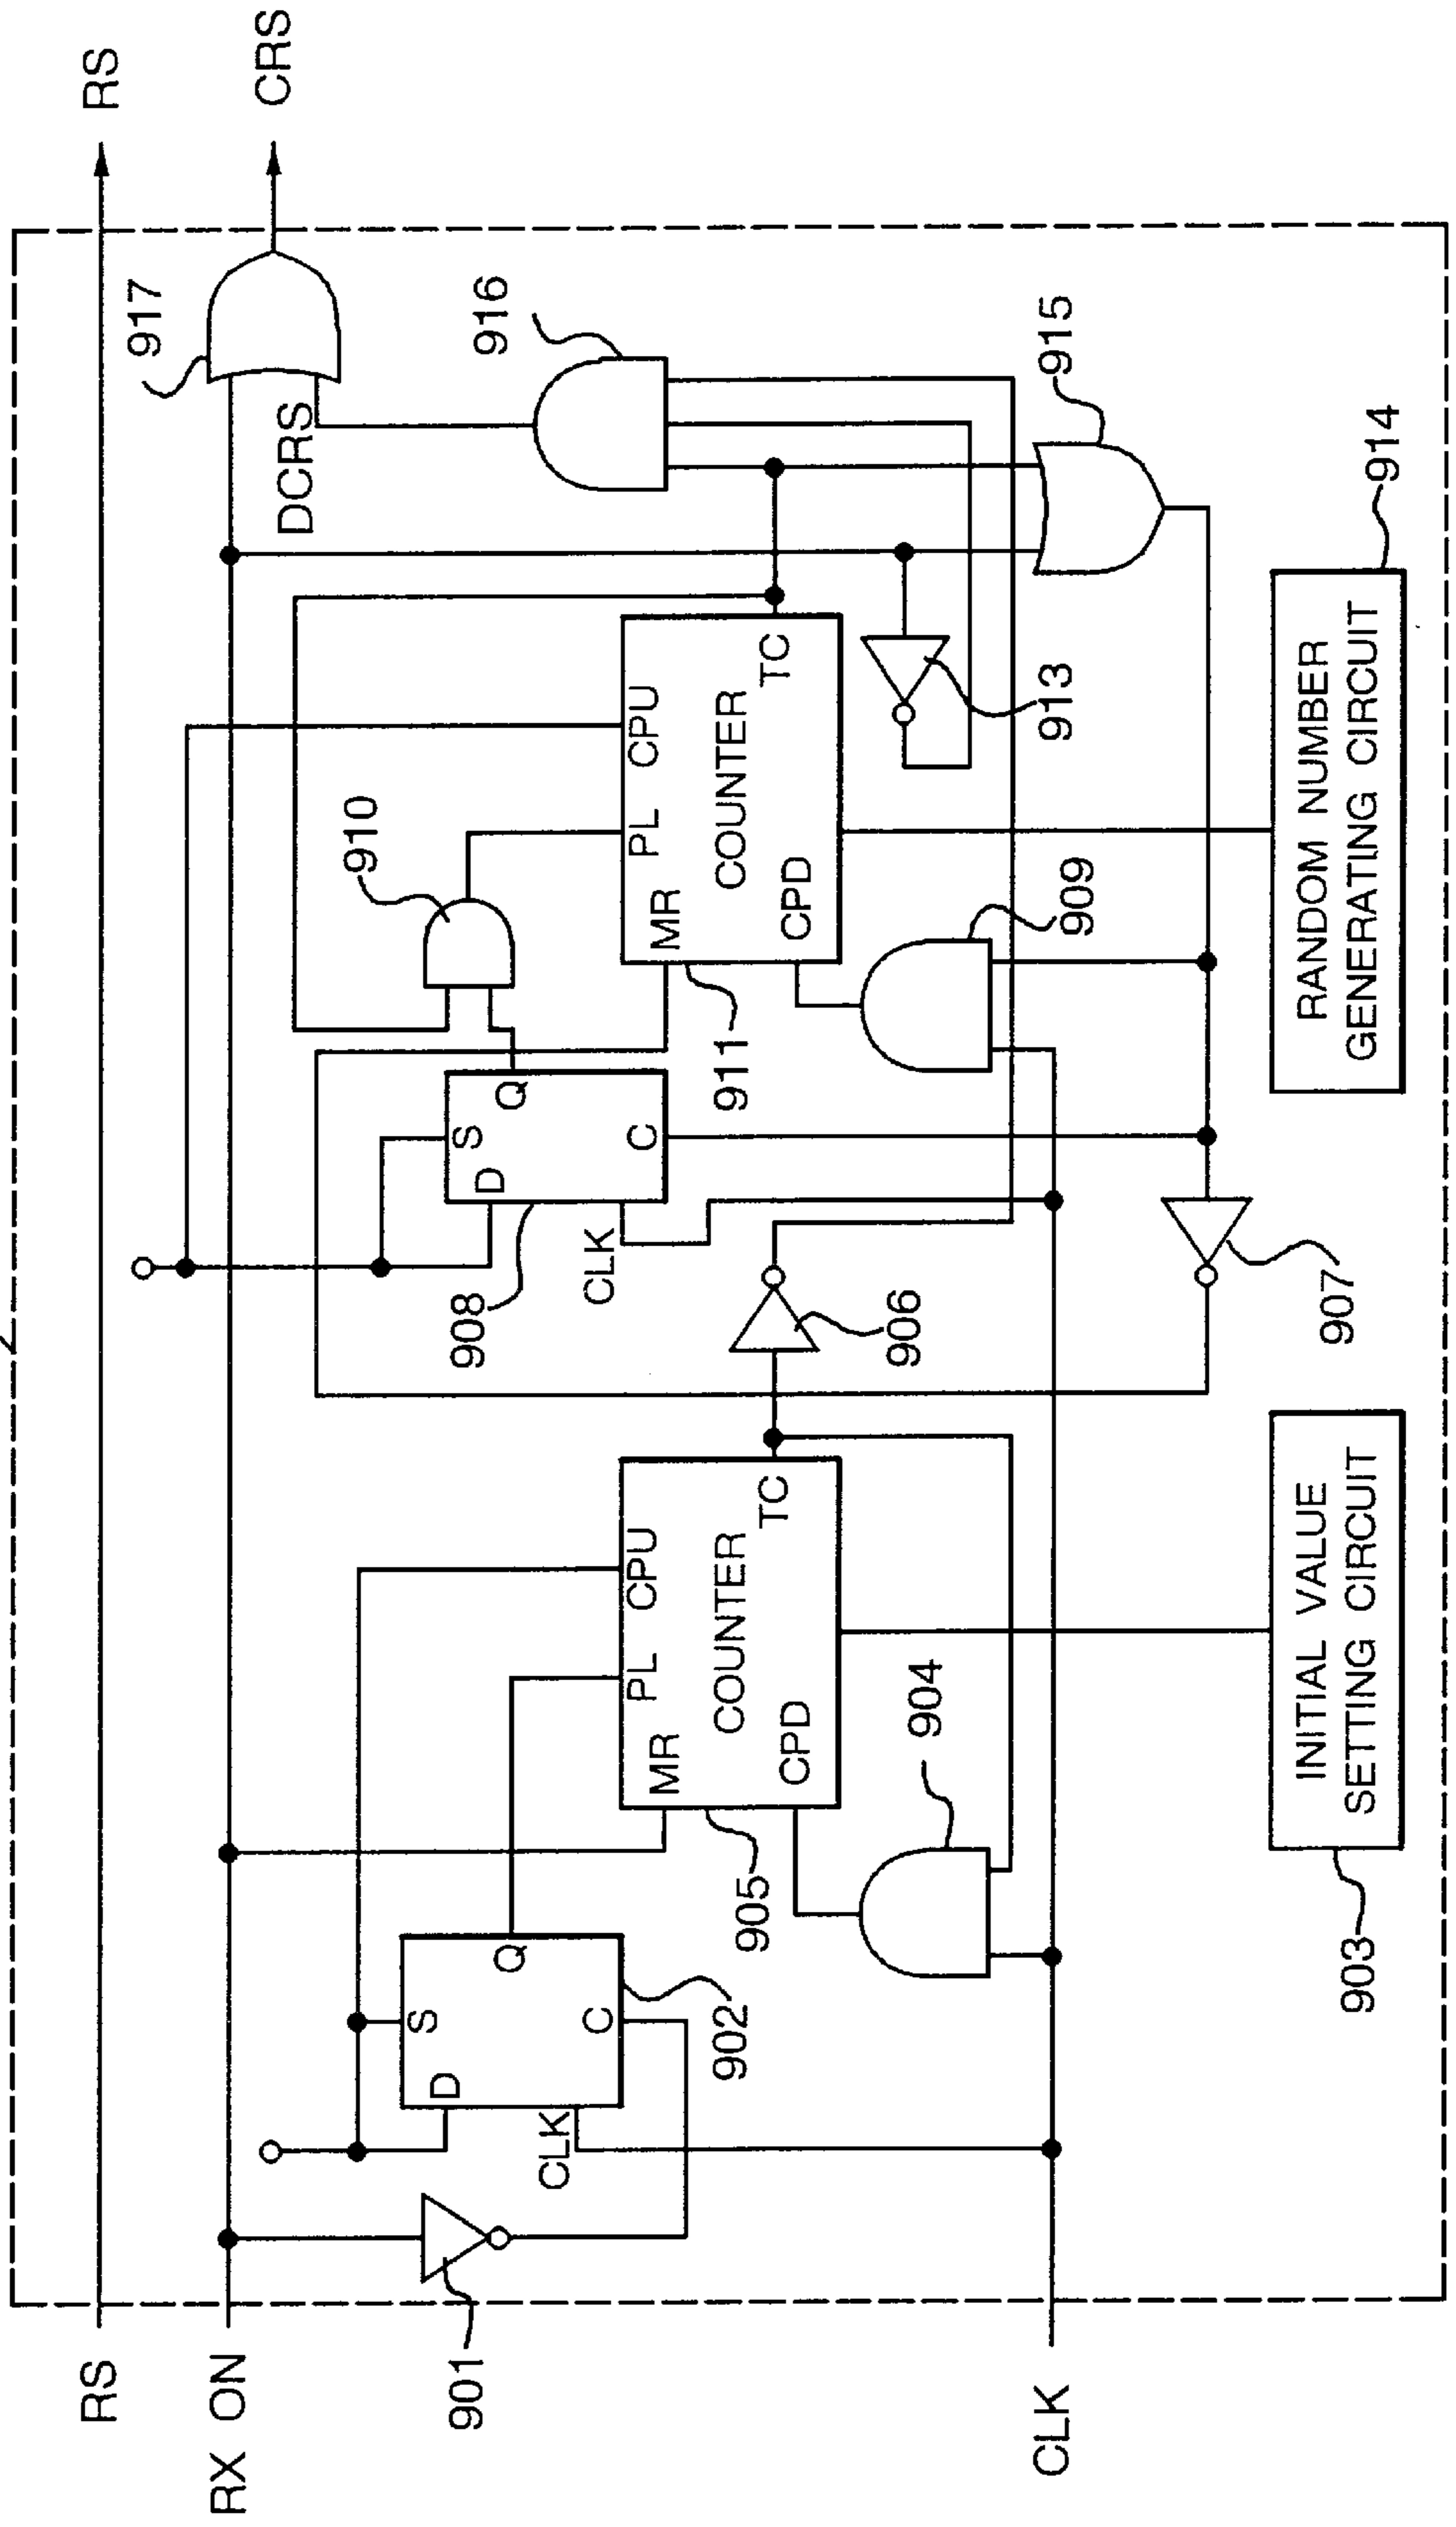 RS
RS
RX ON
CRS
917
DCRS
916
910
908
S
D
Q
C
CLK
PL
CPU
MR
COUNTER
TC
CPD
911
913
909
915
906
907
901
S
D
Q
C
CLK
902
PL
CPU
MR
COUNTER
TC
CPD
905
904
CLK
INITIAL VALUE
SETTING CIRCUIT
903
RANDOM NUMBER
GENERATING CIRCUIT
914